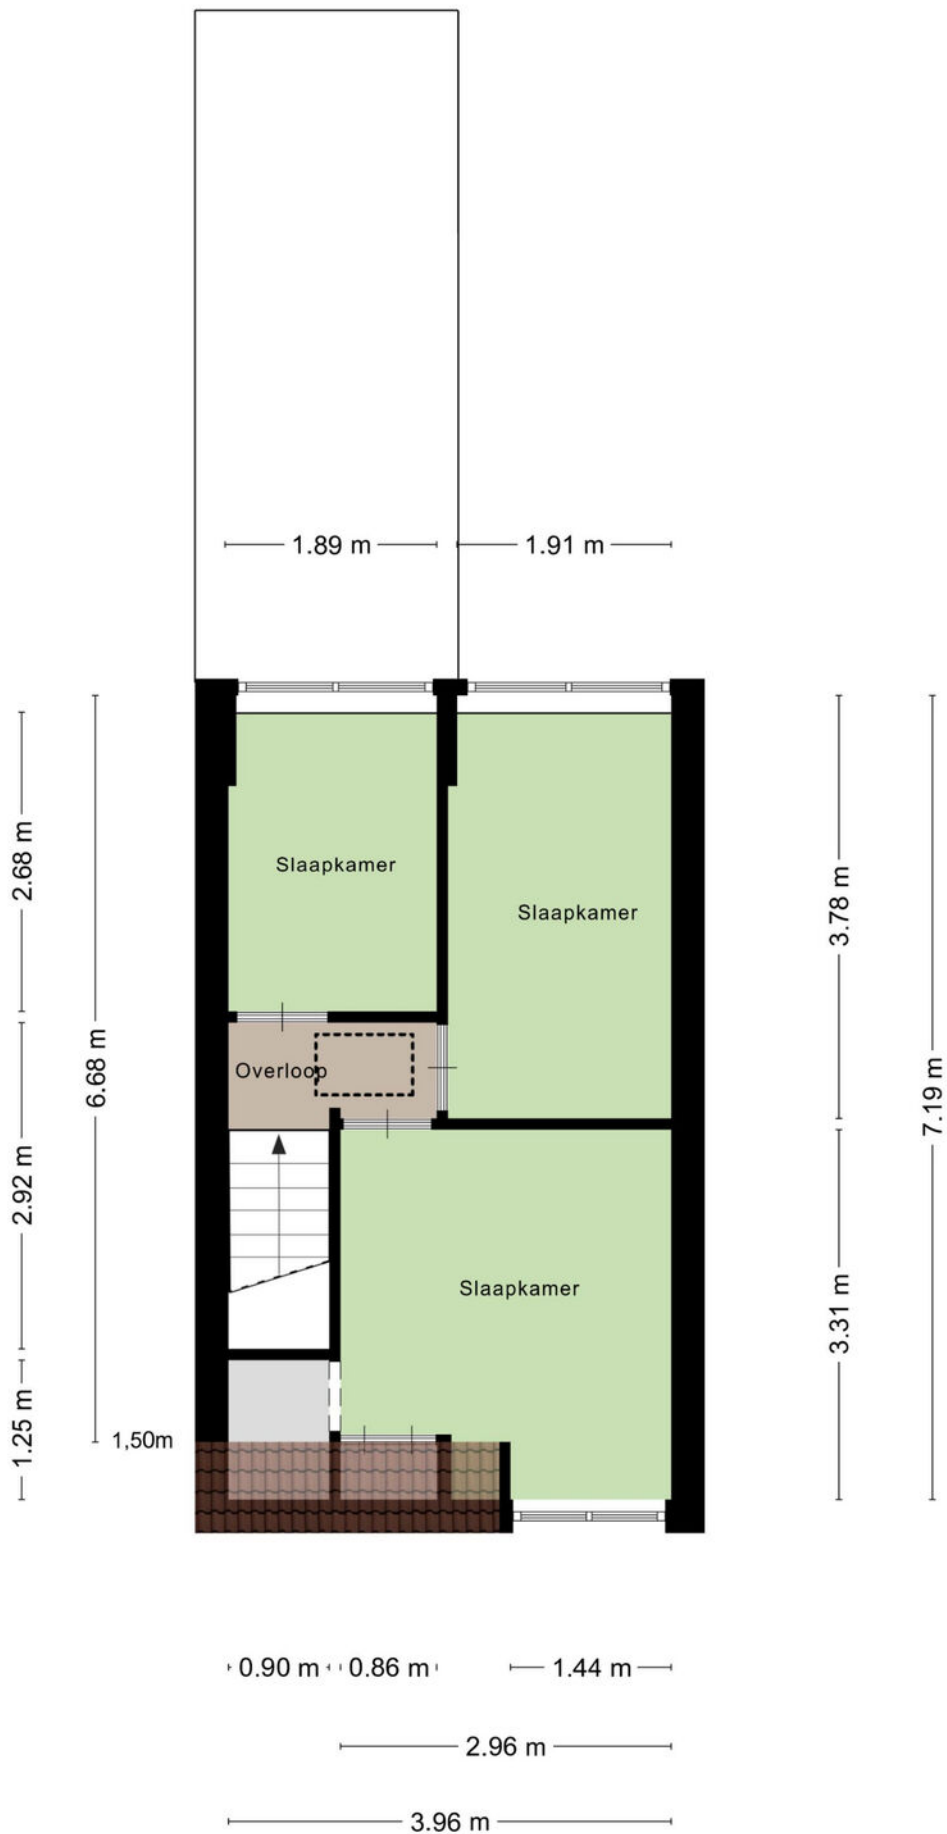 1.89 m
1.91 m
2.68 m
Slaapkamer
Slaapkamer
3.78 m
6.68 m
Overloop
7.19 m
2.92 m
Slaapkamer
3.31 m
1.25 m
1,50m
0.90 m
0.86 m
1.44 m
2.96 m
3.96 m